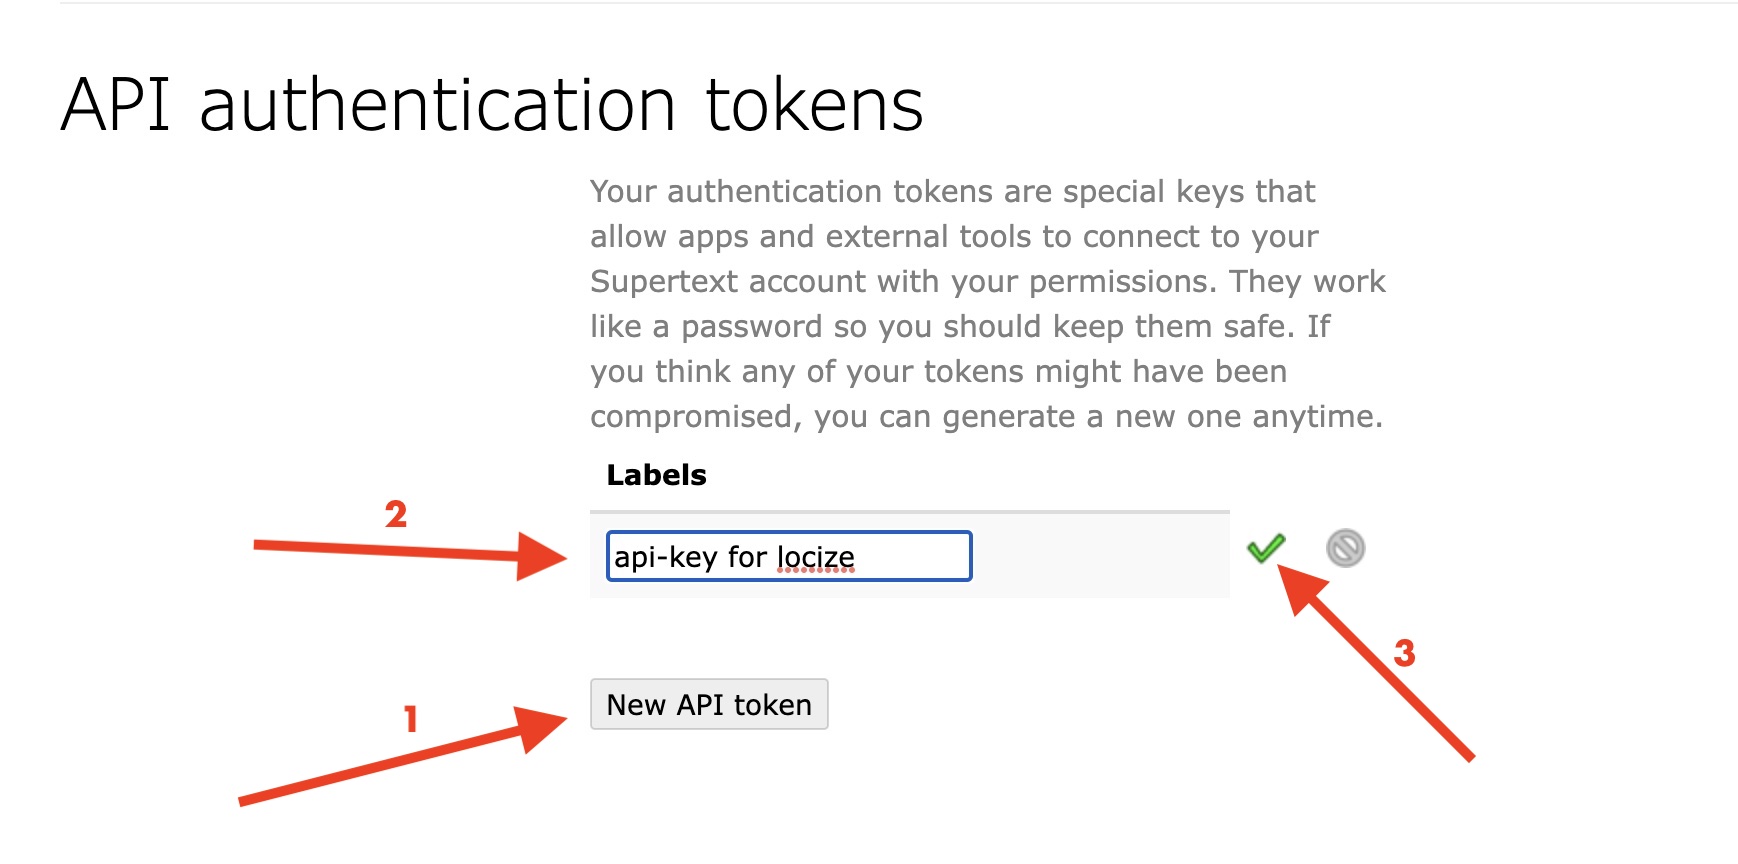 API authentication tokens
Your authentication tokens are special keys that
allow apps and external tools to connect to your
Supertext account with your permissions. They work
like a password so you should keep them safe. If
you think any of your tokens might have been
compromised, you can generate a new one anytime.
Labels
2
api-key for locize
3
1
New API token